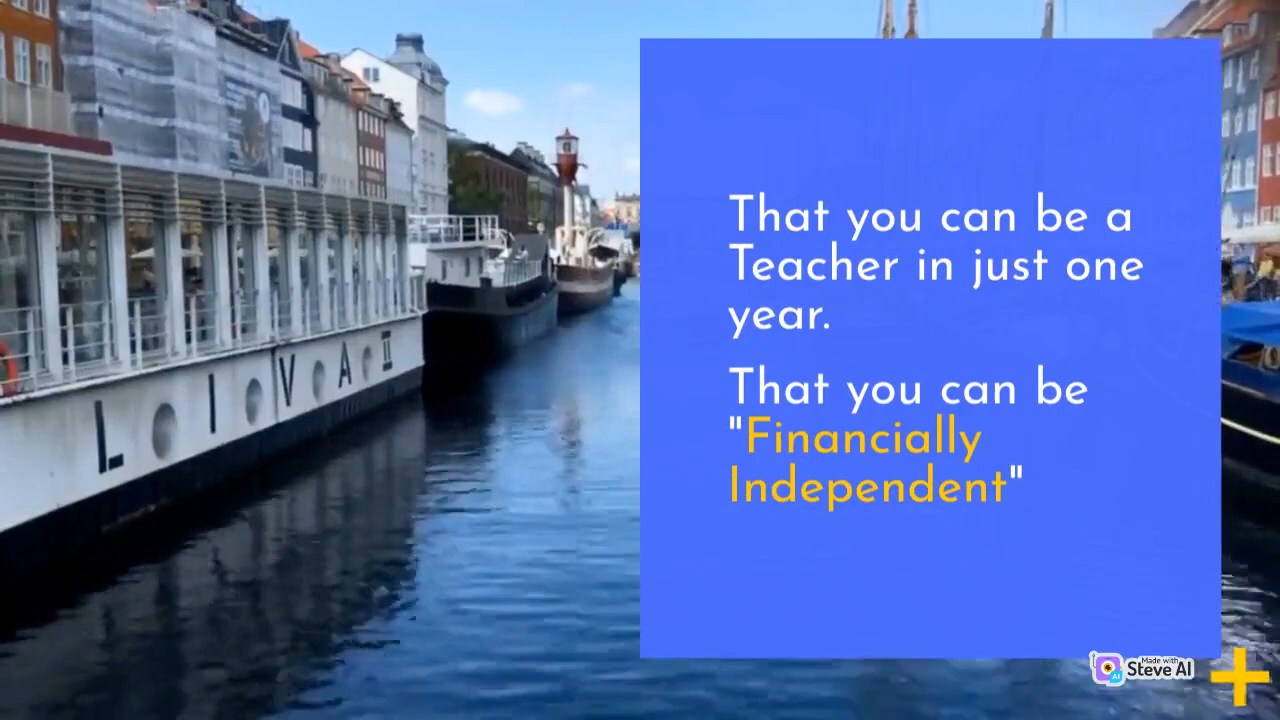 LIVA II
That you can be a
Teacher in just one
year.
That you can be
"Financially
Independent"
Made with
Steve AI